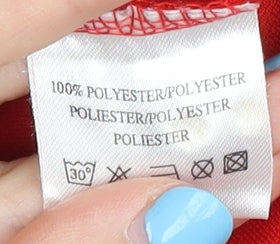 100% POLYESTER/POLYESTER
POLIESTER/POLYESTER
POLIESTER
30°